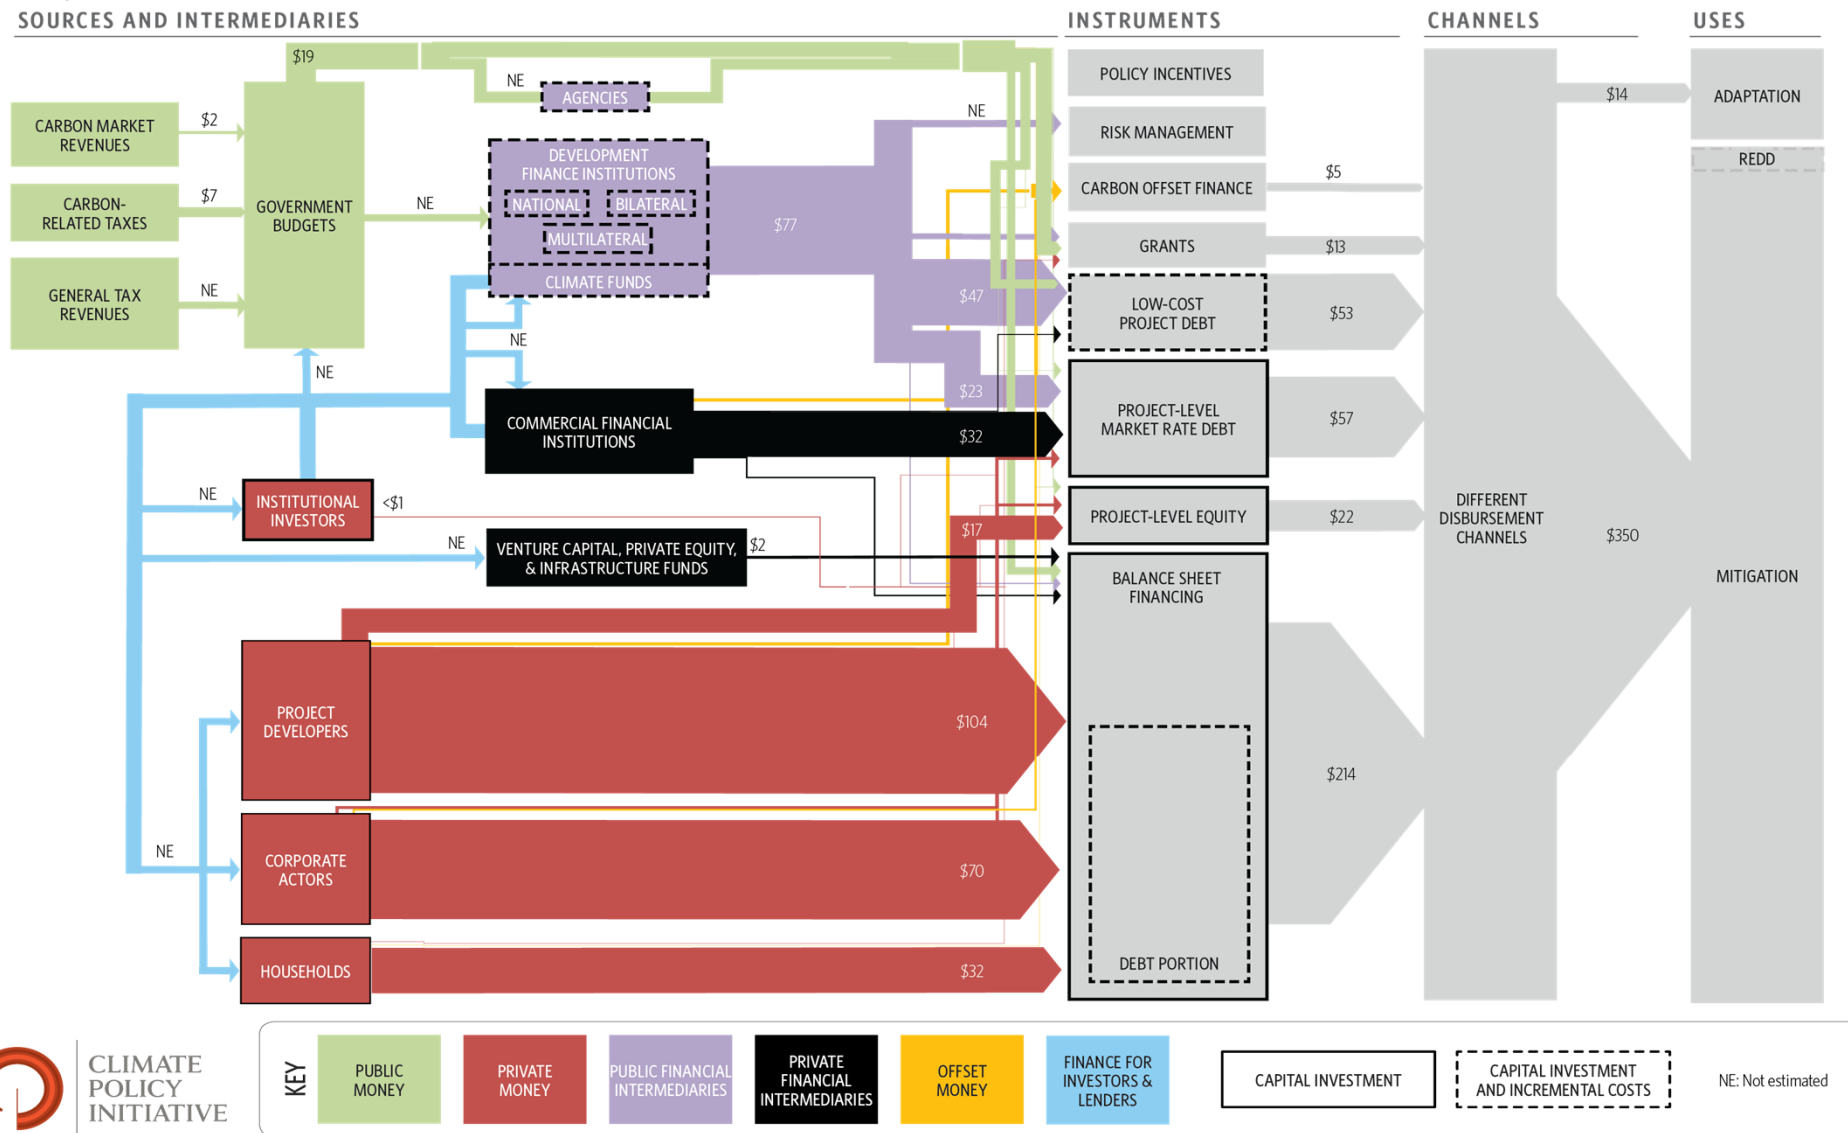 SOURCES AND INTERMEDIARIES
INSTRUMENTS
CHANNELS
USES
$19
NE
AGENCIES
CARBON MARKET
REVENUES
$2
CARBON-
RELATED TAXES
$7
GENERAL TAX
REVENUES
NE
GOVERNMENT
BUDGETS
NE
DEVELOPMENT
FINANCE INSTITUTIONS
NATIONAL
BILATERAL
MULTILATERAL
CLIMATE FUNDS
$77
NE
$47
$23
NE
NE
COMMERCIAL FINANCIAL
INSTITUTIONS
$32
NE
INSTITUTIONAL
INVESTORS
<$1
NE
VENTURE CAPITAL, PRIVATE EQUITY,
& INFRASTRUCTURE FUNDS
$2
$17
PROJECT
DEVELOPERS
$104
NE
CORPORATE
ACTORS
$70
HOUSEHOLDS
$32
POLICY INCENTIVES
RISK MANAGEMENT
CARBON OFFSET FINANCE
$5
GRANTS
$13
LOW-COST
PROJECT DEBT
$53
PROJECT-LEVEL
MARKET RATE DEBT
$57
PROJECT-LEVEL EQUITY
$22
BALANCE SHEET
FINANCING
$214
DEBT PORTION
DIFFERENT
DISBURSEMENT
CHANNELS
$14
$350
ADAPTATION
REDD
MITIGATION
CLIMATE
POLICY
INITIATIVE
KEY
PUBLIC
MONEY
PRIVATE
MONEY
PUBLIC FINANCIAL
INTERMEDIARIES
PRIVATE
FINANCIAL
INTERMEDIARIES
OFFSET
MONEY
FINANCE FOR
INVESTORS &
LENDERS
CAPITAL INVESTMENT
CAPITAL INVESTMENT
AND INCREMENTAL COSTS
NE: Not estimated